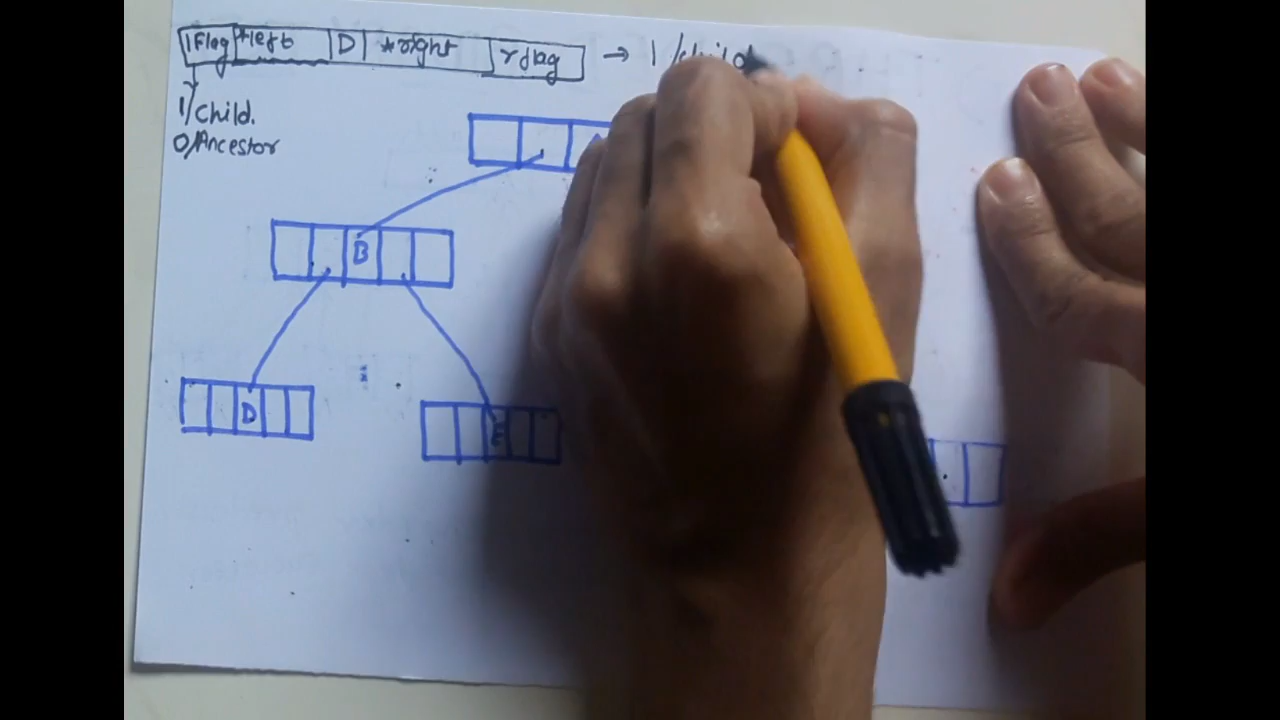 lFlag *left D *right rflag → 1/child
1/Child.
0/Ancestor
B
D E